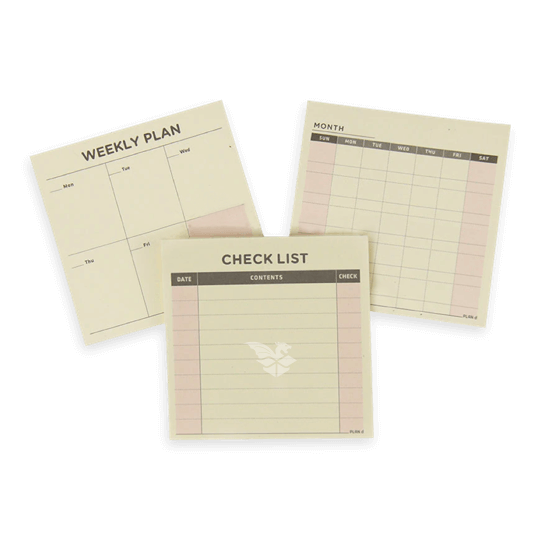 WEEKLY PLAN
Mon
Tue
Wed
Thu
Fri
MONTH
SUN MON TUE WED THU FRI SAT
PLAN ∂
CHECK LIST
DATE CONTENTS CHECK